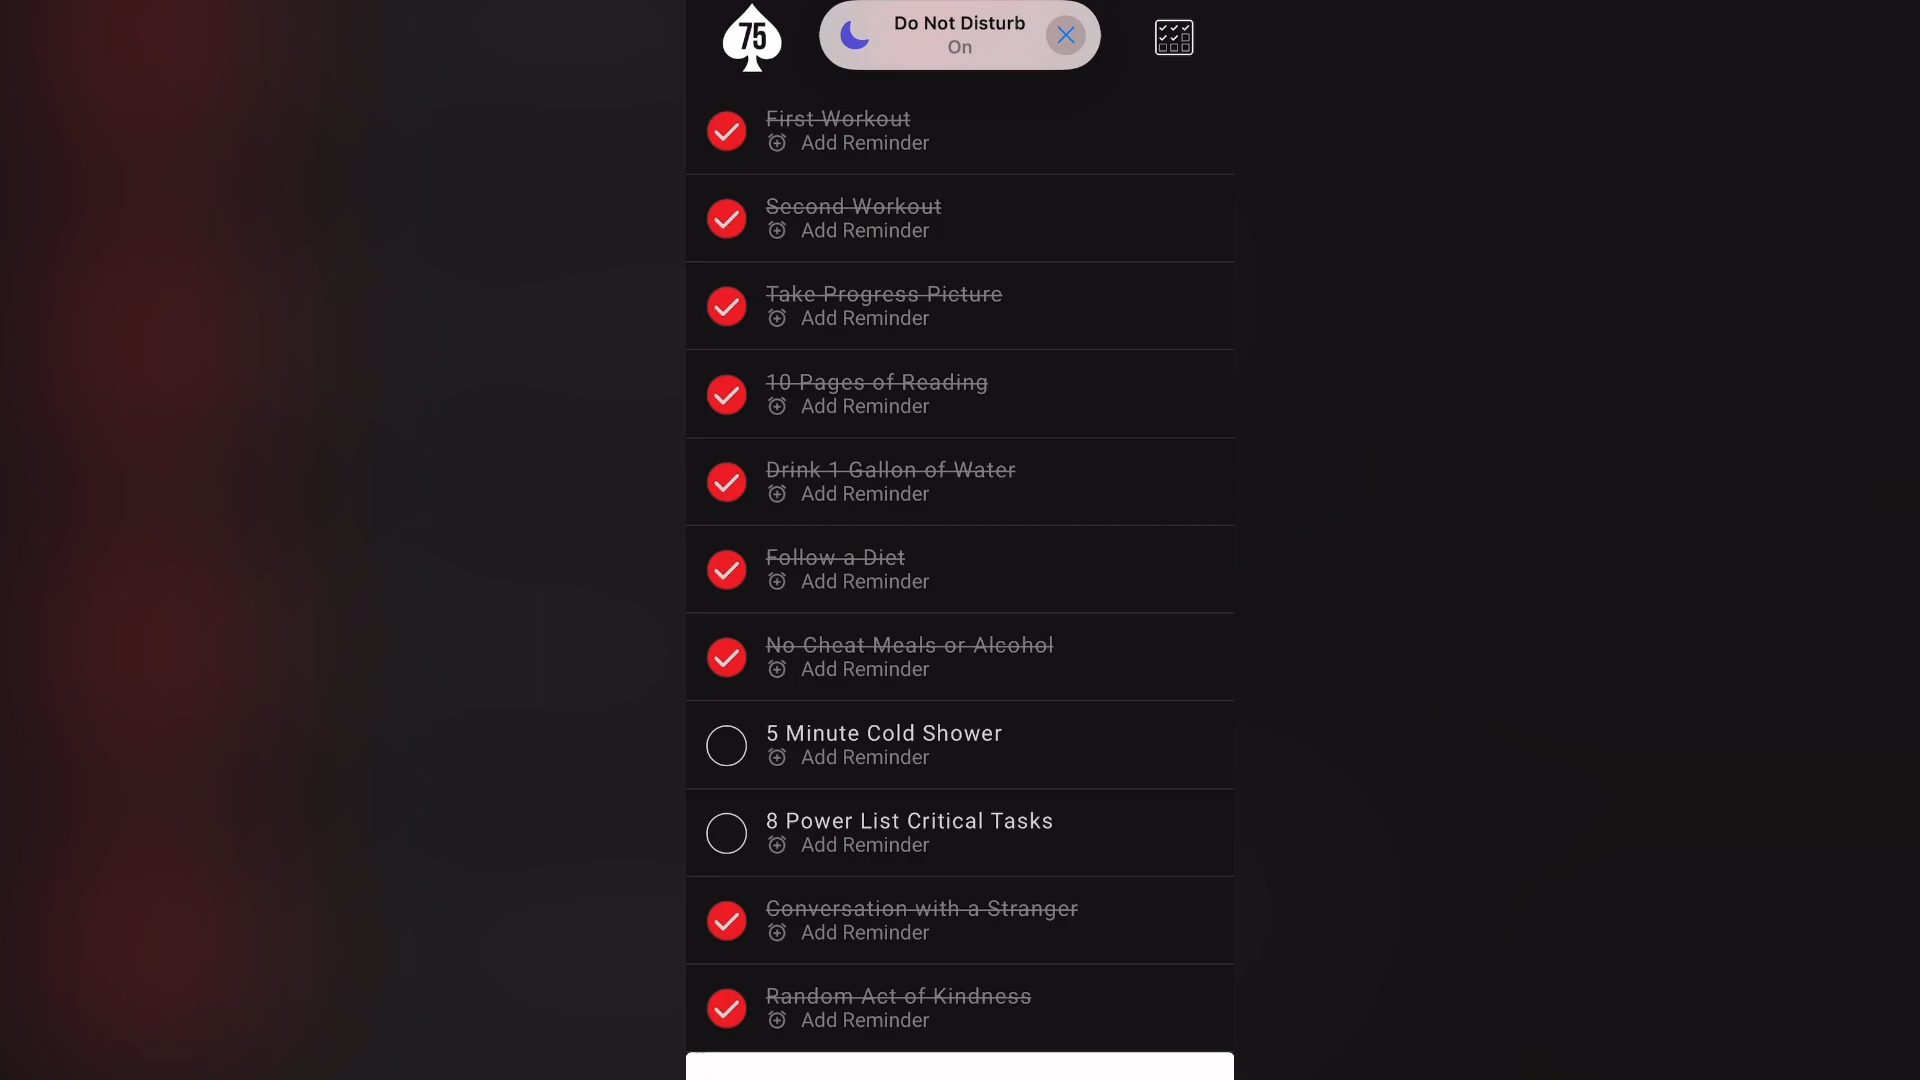 75
Do Not Disturb
On
First Workout
Add Reminder
Second Workout
Add Reminder
Take Progress Picture
Add Reminder
10 Pages of Reading
Add Reminder
Drink 1 Gallon of Water
Add Reminder
Follow a Diet
Add Reminder
No Cheat Meals or Alcohol
Add Reminder
5 Minute Cold Shower
Add Reminder
8 Power List Critical Tasks
Add Reminder
Conversation with a Stranger
Add Reminder
Random Act of Kindness
Add Reminder